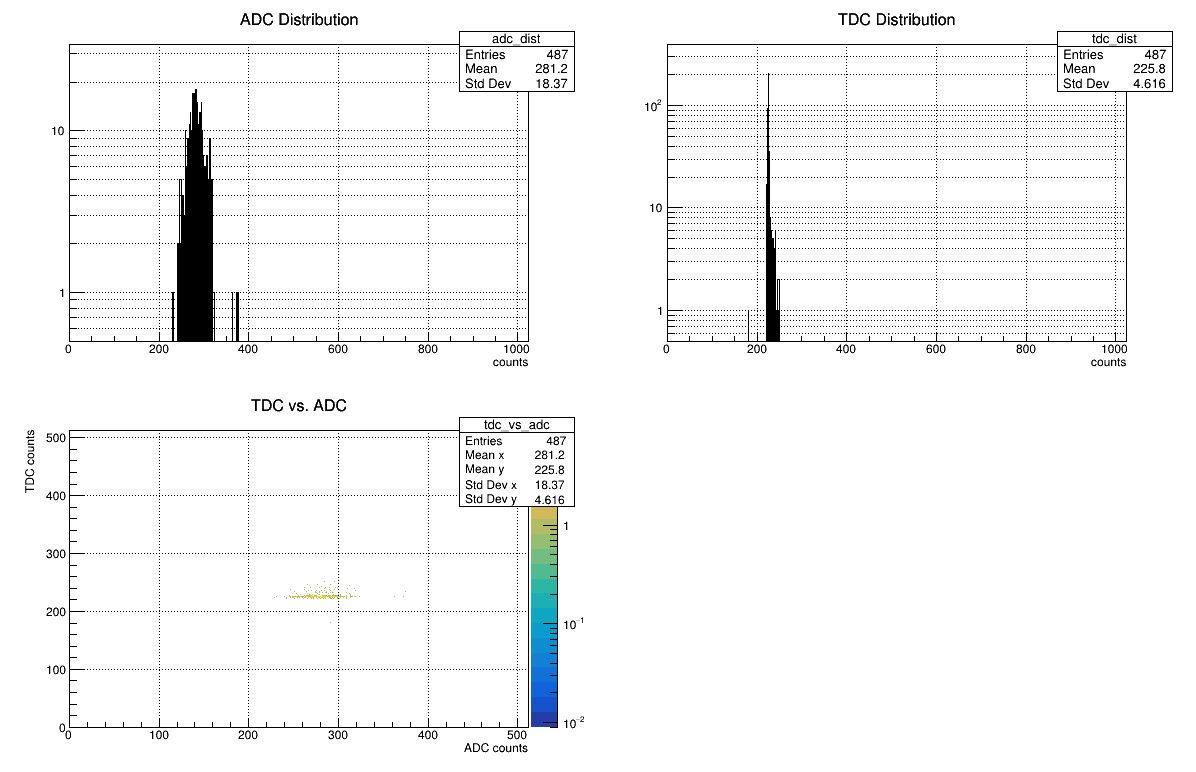 ADC Distribution
adc_dist
Entries 487
Mean 281.2
Std Dev 18.37
10
1
0 200 400 600 800 1000
counts
TDC Distribution
tdc_dist
Entries 487
Mean 225.8
Std Dev 4.616
10²
10
1
0 200 400 600 800 1000
counts
TDC vs. ADC
tdc_vs_adc
Entries 487
Mean x 281.2
Mean y 225.8
Std Dev x 18.37
Std Dev y 4.616
TDC counts
500
400
300
200
100
0
0 100 200 300 400 500
ADC counts
1
10⁻¹
10⁻²